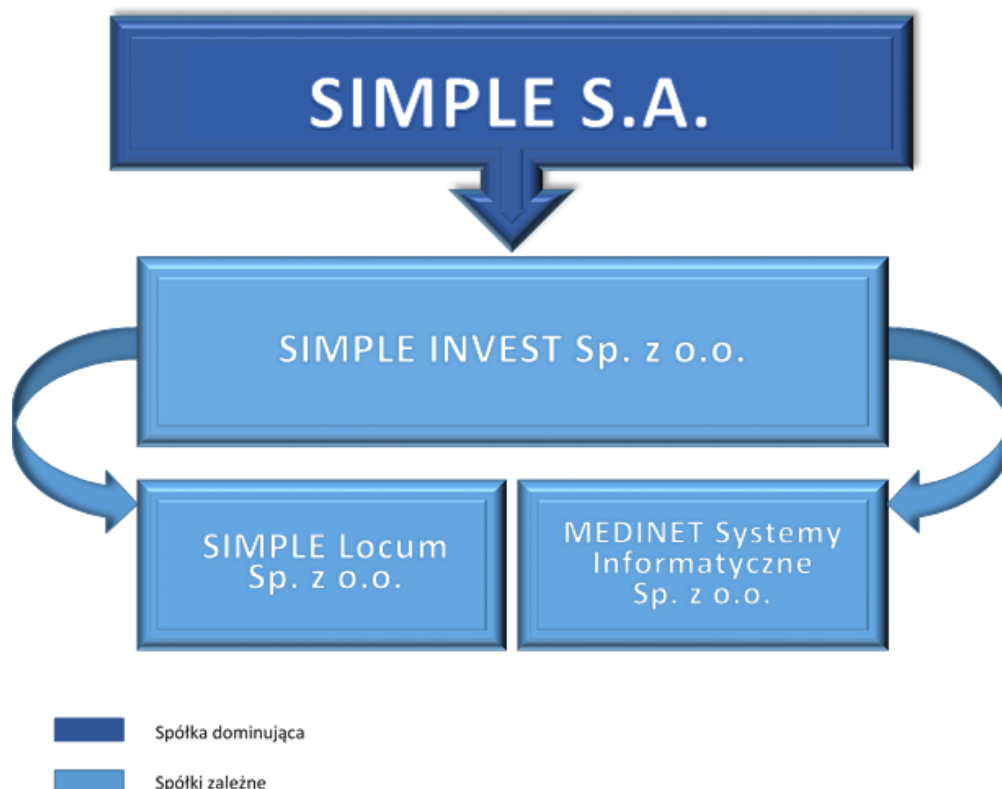 SIMPLE S.A.
SIMPLE INVEST Sp. z o.o.
SIMPLE Locum
Sp. z o.o.
MEDINET Systemy
Informatyczne
Sp. z o.o.
Spółka dominująca
Spółki zależne